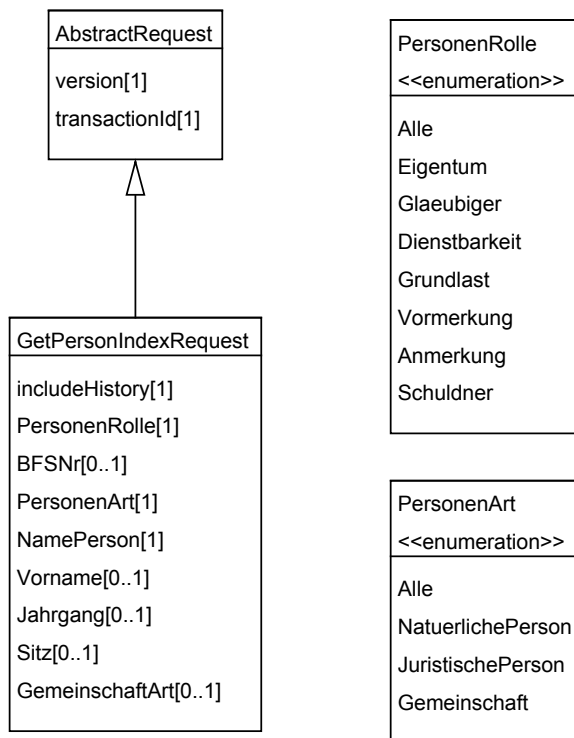 AbstractRequest
version[1]
transactionId[1]
GetPersonIndexRequest
includeHistory[1]
PersonenRolle[1]
BFSNr[0..1]
PersonenArt[1]
NamePerson[1]
Vorname[0..1]
Jahrgang[0..1]
Sitz[0..1]
GemeinschaftArt[0..1]
PersonenRolle
<<enumeration>>
Alle
Eigentum
Glaeubiger
Dienstbarkeit
Grundlast
Vormerkung
Anmerkung
Schuldner
PersonenArt
<<enumeration>>
Alle
NatuerlichePerson
JuristischePerson
Gemeinschaft